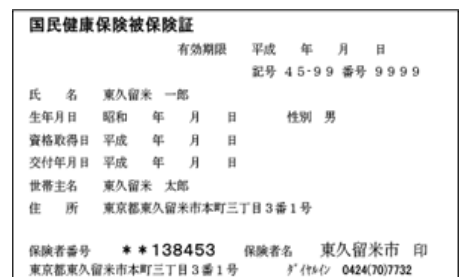 国民健康保険被保険証
有効期限 平成 年 月 日
記号 45-99 番号 9999
氏 名 東久留米 一郎
生年月日 昭和 年 月 日 性別 男
資格取得日 平成 年 月 日
交付年月日 平成 年 月 日
世帯主名 東久留米 太郎
住 所 東京都東久留米市本町三丁目3番1号
保険者番号 **138453 保険者名 東久留米市 印
東京都東久留米市本町三丁目3番1号 ダイヤルイン 0424(70)7732